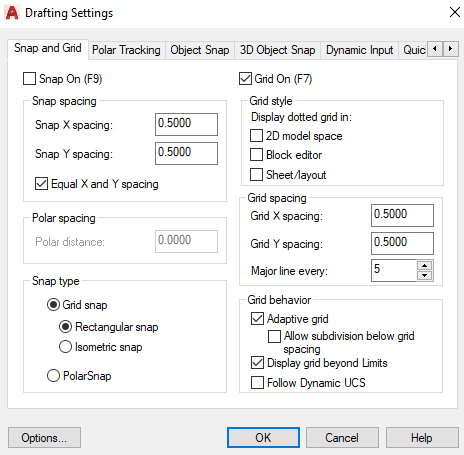 Drafting Settings
Snap and Grid Polar Tracking Object Snap 3D Object Snap Dynamic Input Quic
Snap On (F9)
Snap spacing
Snap X spacing: 0.5000
Snap Y spacing: 0.5000
Equal X and Y spacing
Polar spacing
Polar distance: 0.0000
Snap type
Grid snap
Rectangular snap
Isometric snap
PolarSnap
Grid On (F7)
Grid style
Display dotted grid in:
2D model space
Block editor
Sheet/layout
Grid spacing
Grid X spacing: 0.5000
Grid Y spacing: 0.5000
Major line every: 5
Grid behavior
Adaptive grid
Allow subdivision below grid
spacing
Display grid beyond Limits
Follow Dynamic UCS
Options... OK Cancel Help